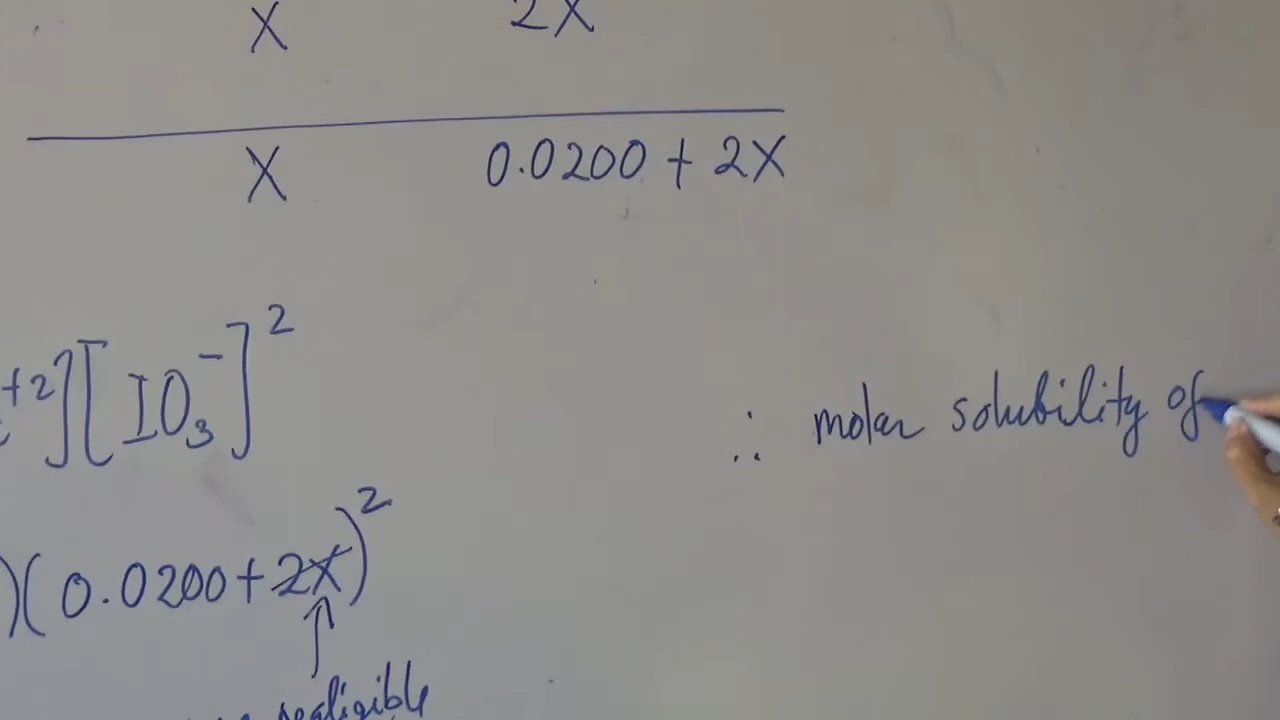 X 2X
X 0.0200 + 2X
+2][IO₃⁻]²
∴ molar solubility of
)(0.0200 + 2X)²
↑
negligible